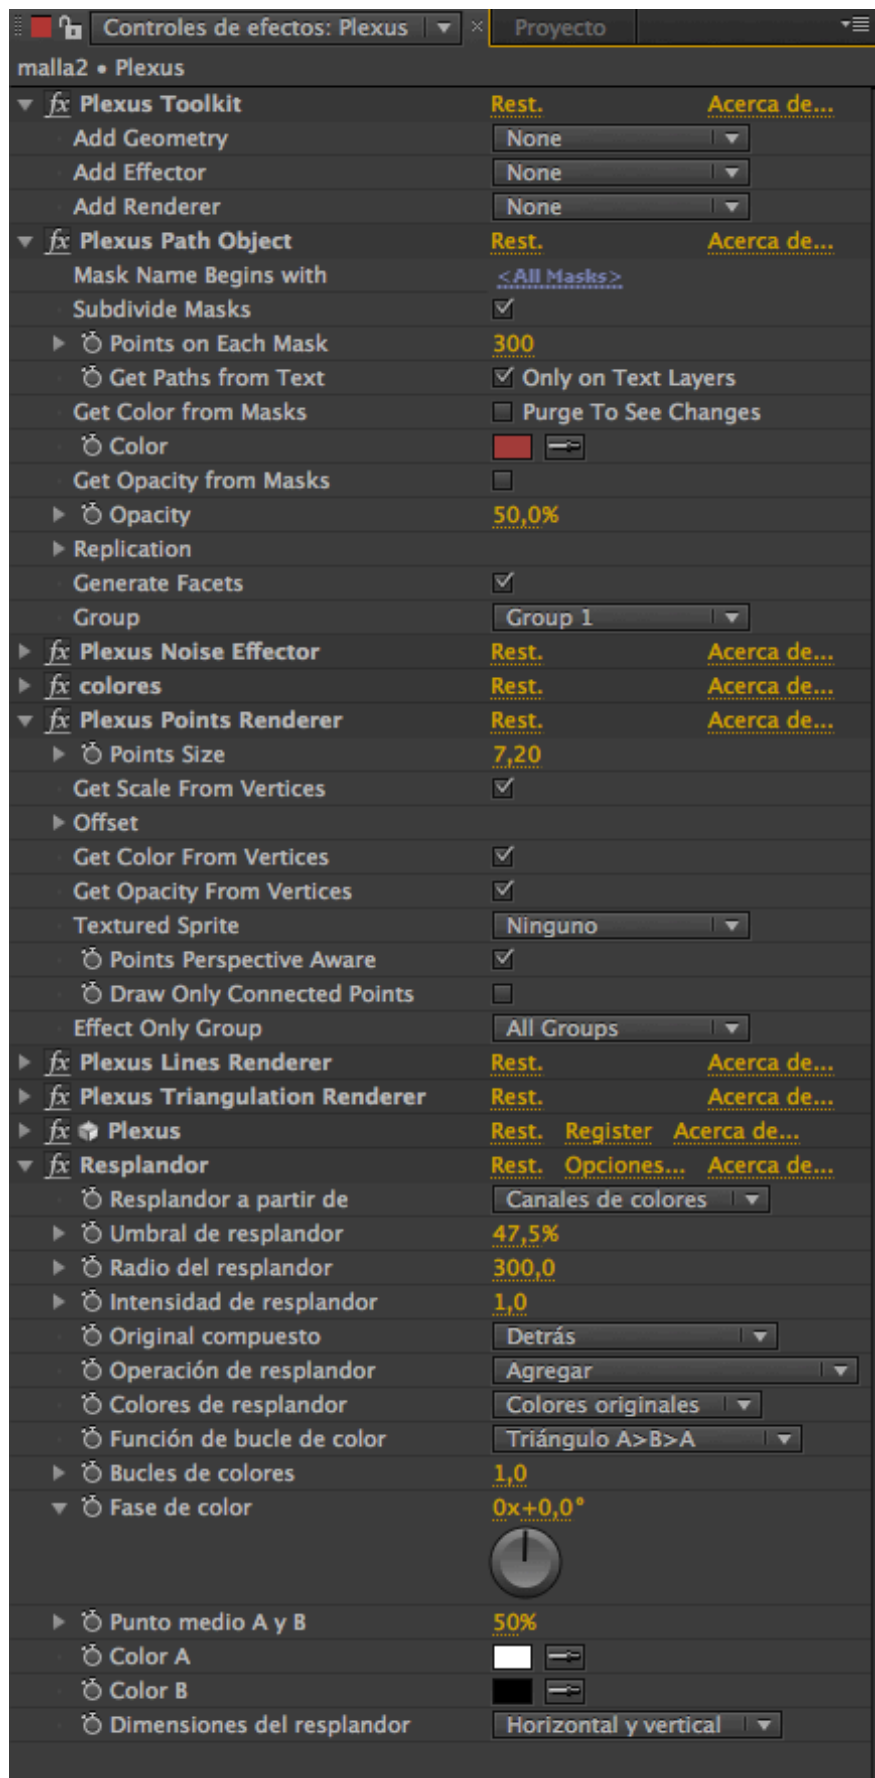 Controles de efectos: Plexus × Proyecto
malla2 • Plexus
fx Plexus Toolkit Rest. Acerca de...
Add Geometry None
Add Effector None
Add Renderer None
fx Plexus Path Object Rest. Acerca de...
Mask Name Begins with <All Masks>
Subdivide Masks
Points on Each Mask 300
Get Paths from Text Only on Text Layers
Get Color from Masks Purge To See Changes
Color
Get Opacity from Masks
Opacity 50,0%
Replication
Generate Facets
Group Group 1
fx Plexus Noise Effector Rest. Acerca de...
fx colores Rest. Acerca de...
fx Plexus Points Renderer Rest. Acerca de...
Points Size 7,20
Get Scale From Vertices
Offset
Get Color From Vertices
Get Opacity From Vertices
Textured Sprite Ninguno
Points Perspective Aware
Draw Only Connected Points
Effect Only Group All Groups
fx Plexus Lines Renderer Rest. Acerca de...
fx Plexus Triangulation Renderer Rest. Acerca de...
fx Plexus Rest. Register Acerca de...
fx Resplandor Rest. Opciones... Acerca de...
Resplandor a partir de Canales de colores
Umbral de resplandor 47,5%
Radio del resplandor 300,0
Intensidad de resplandor 1,0
Original compuesto Detrás
Operación de resplandor Agregar
Colores de resplandor Colores originales
Función de bucle de color Triángulo A>B>A
Bucles de colores 1,0
Fase de color 0x+0,0°
Punto medio A y B 50%
Color A
Color B
Dimensiones del resplandor Horizontal y vertical